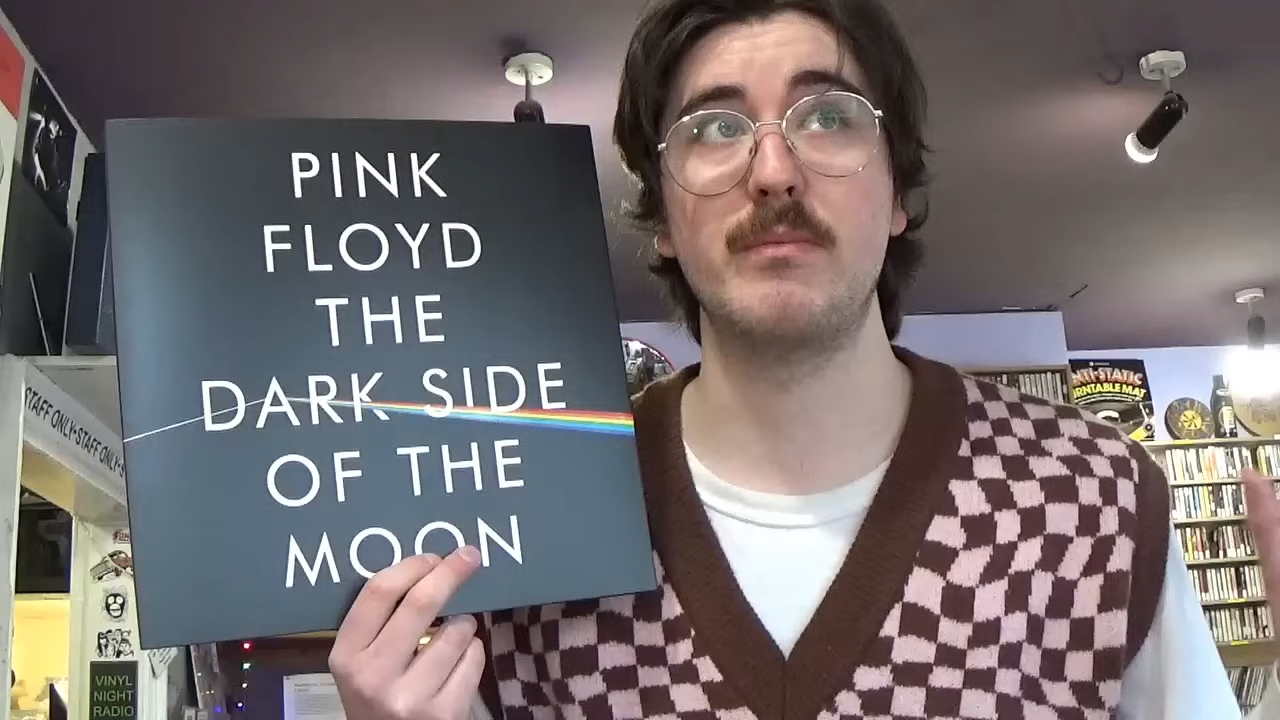 PINK
FLOYD
THE
DARK SIDE
OF THE
MOON
STAFF ONLY•STAFF ONLY•S
ANTI-STATIC
TURNTABLE MAT
VINYL
NIGHT
RADIO